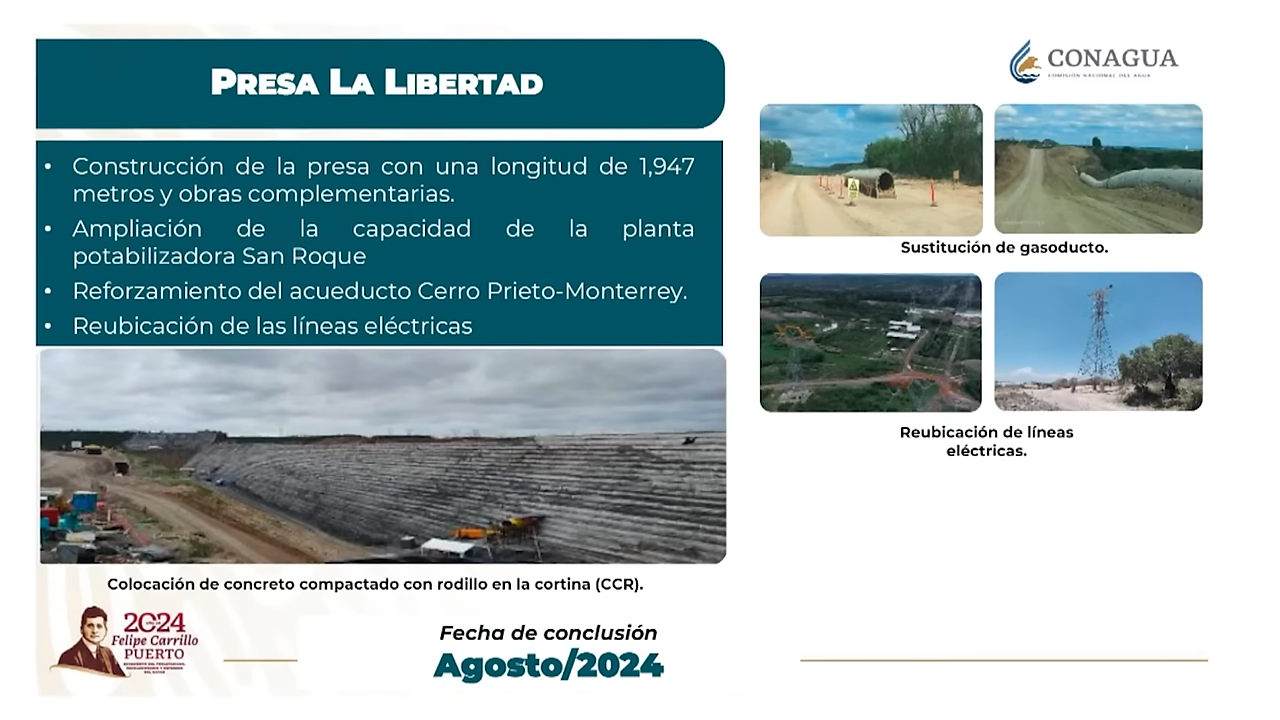 PRESA LA LIBERTAD
• Construcción de la presa con una longitud de 1,947
metros y obras complementarias.
• Ampliación de la capacidad de la planta
potabilizadora San Roque
• Reforzamiento del acueducto Cerro Prieto-Monterrey.
• Reubicación de las líneas eléctricas
Colocación de concreto compactado con rodillo en la cortina (CCR).
CONAGUA
COMISIÓN NACIONAL DEL AGUA
Sustitución de gasoducto.
Reubicación de líneas
eléctricas.
2024
Felipe Carrillo
PUERTO
Fecha de conclusión
Agosto/2024